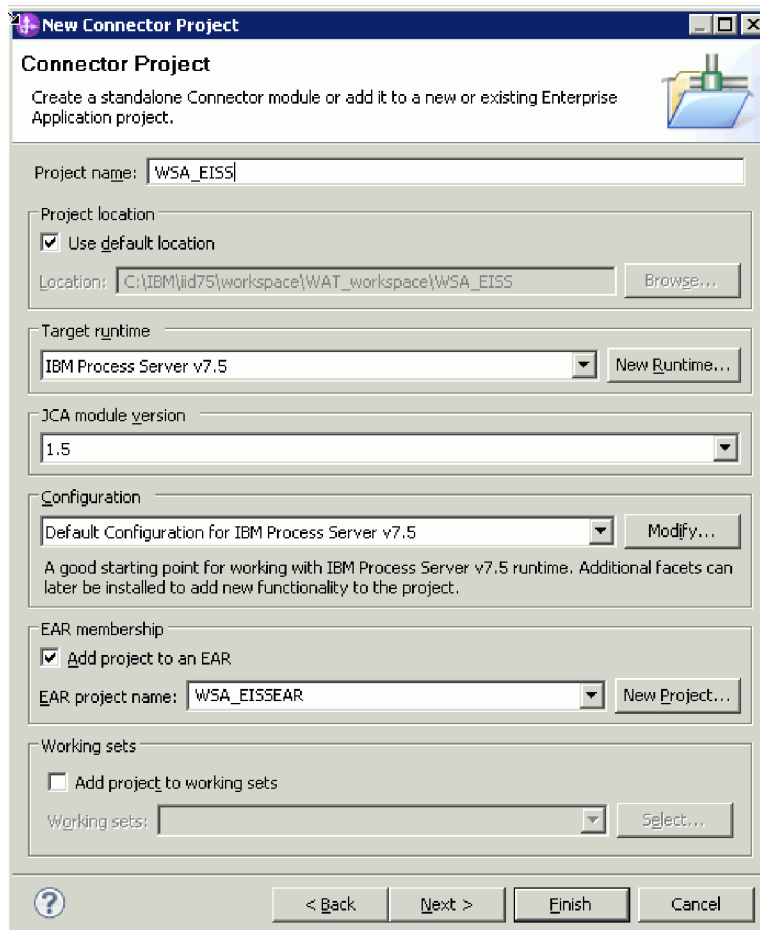 New Connector Project
Connector Project
Create a standalone Connector module or add it to a new or existing Enterprise
Application project.
Project name: WSA_EISS
Project location
Use default location
Location: C:\IBM\iid75\workspace\WAT_workspace\WSA_EISS Browse...
Target runtime
IBM Process Server v7.5 New Runtime...
JCA module version
1.5
Configuration
Default Configuration for IBM Process Server v7.5 Modify...
A good starting point for working with IBM Process Server v7.5 runtime. Additional facets can
later be installed to add new functionality to the project.
EAR membership
Add project to an EAR
EAR project name: WSA_EISSEAR New Project...
Working sets
Add project to working sets
Working sets: Select...
? < Back Next > Finish Cancel